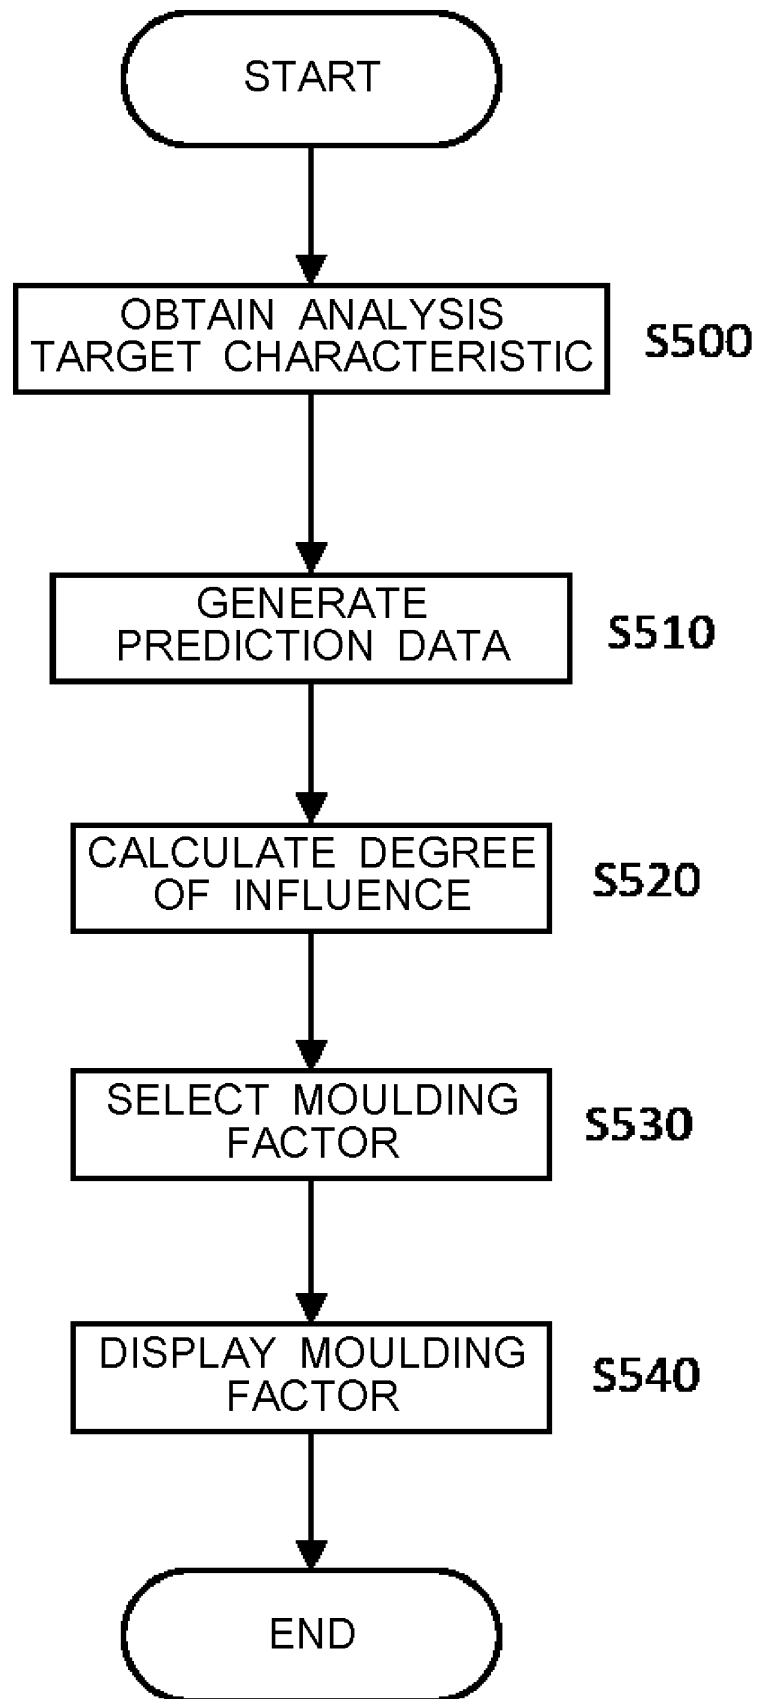 START
OBTAIN ANALYSIS
TARGET CHARACTERISTIC
S500
GENERATE
PREDICTION DATA
S510
CALCULATE DEGREE
OF INFLUENCE
S520
SELECT MOULDING
FACTOR
S530
DISPLAY MOULDING
FACTOR
S540
END